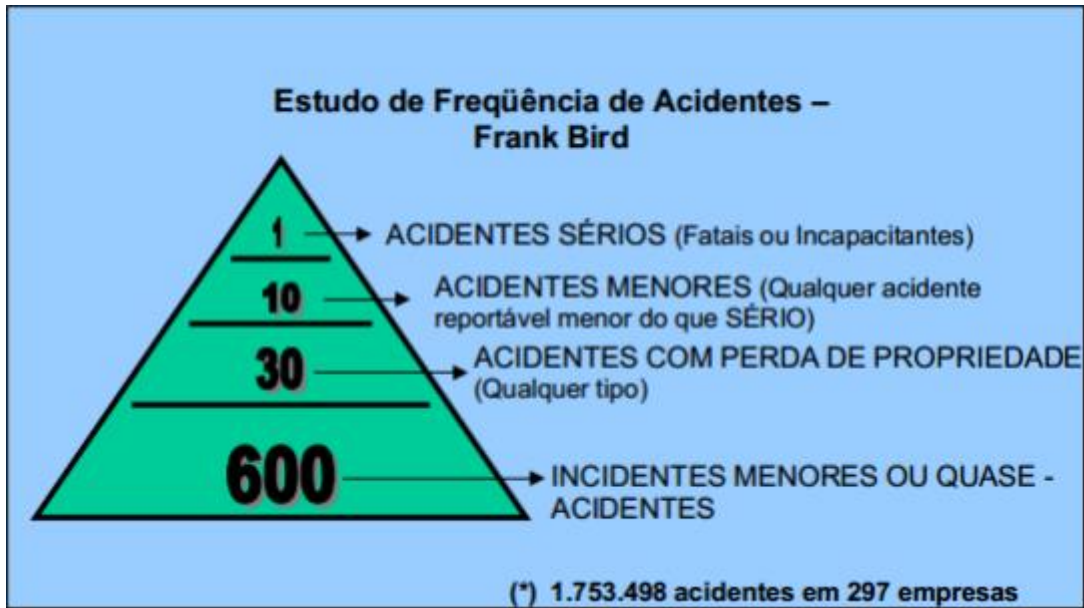 Estudo de Freqüência de Acidentes –
Frank Bird
1
ACIDENTES SÉRIOS (Fatais ou Incapacitantes)
10
ACIDENTES MENORES (Qualquer acidente
reportável menor do que SÉRIO)
30
ACIDENTES COM PERDA DE PROPRIEDADE
(Qualquer tipo)
600
INCIDENTES MENORES OU QUASE -
ACIDENTES
(*) 1.753.498 acidentes em 297 empresas